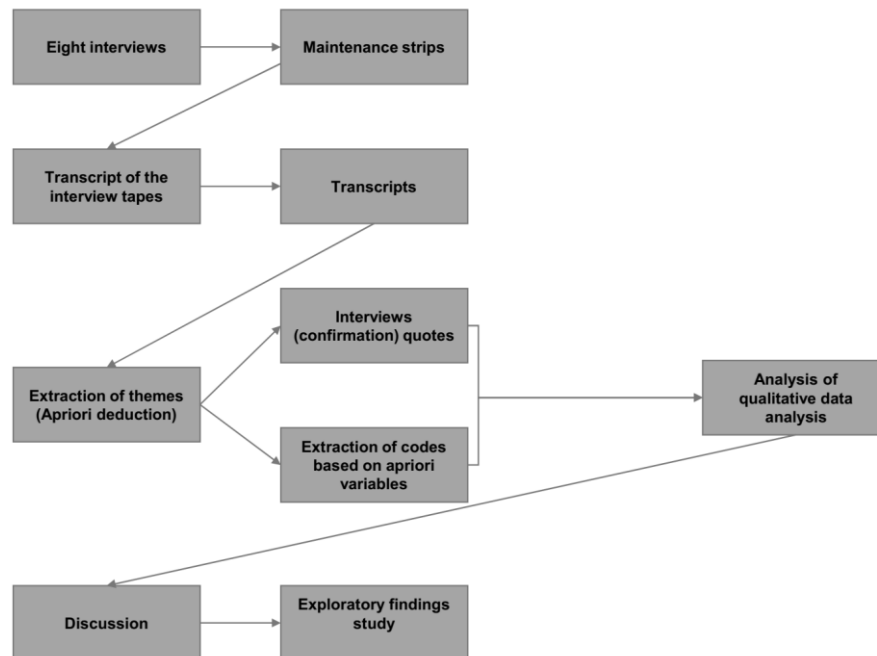 Eight interviews
Maintenance strips
Transcript of the
interview tapes
Transcripts
Interviews
(confirmation) quotes
Extraction of themes
(Apriori deduction)
Extraction of codes
based on apriori
variables
Analysis of
qualitative data
analysis
Discussion
Exploratory findings
study